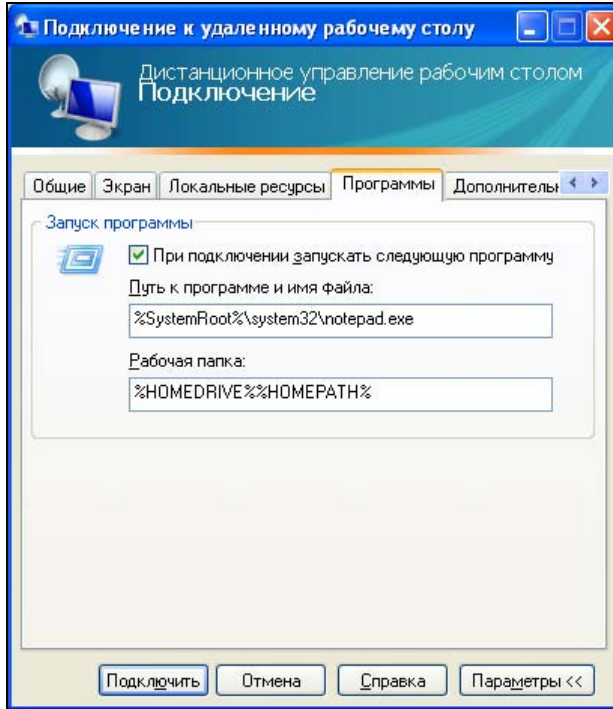 Подключение к удаленному рабочему столу
Дистанционное управление рабочим столом
Подключение
Общие Экран Локальные ресурсы Программы Дополнитель
Запуск программы
При подключении запускать следующую программу
Путь к программе и имя файла:
%SystemRoot%\system32\notepad.exe
Рабочая папка:
%HOMEDRIVE%%HOMEPATH%
Подключить Отмена Справка Параметры <<